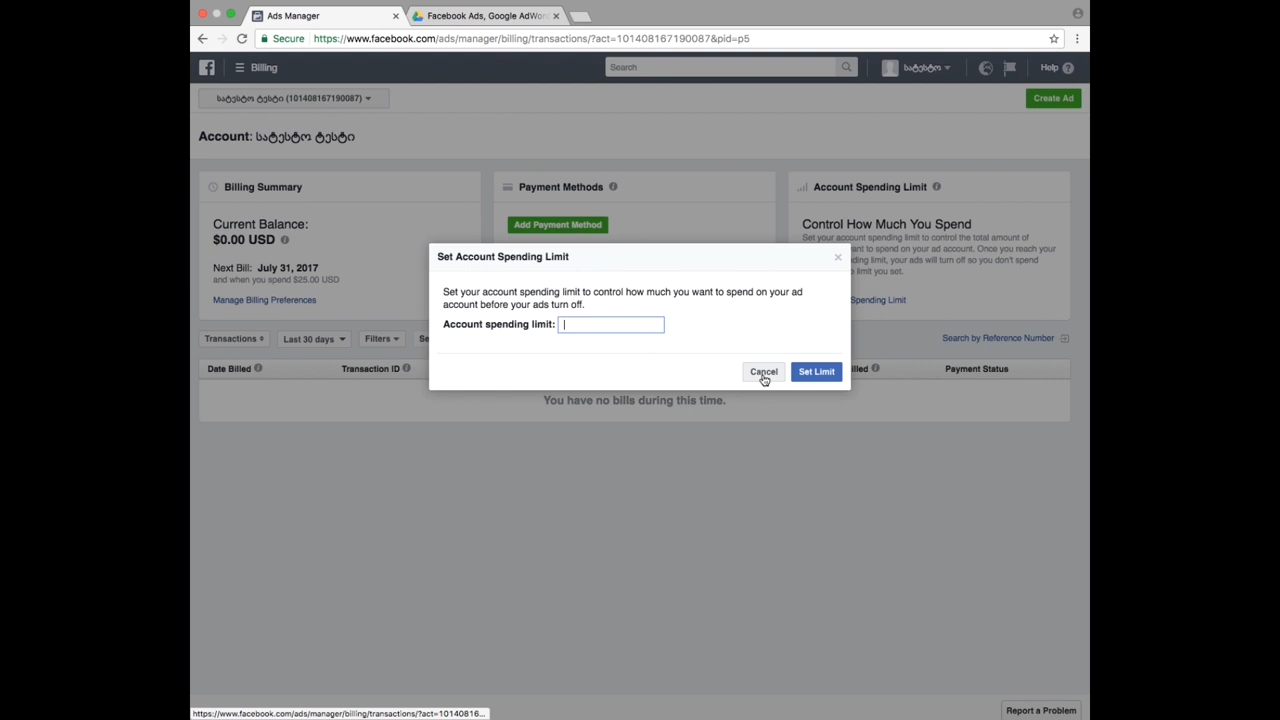 Ads Manager
Facebook Ads, Google AdWor
Secure https://www.facebook.com/ads/manager/billing/transactions/?act=101408167190087&pid=p5
Billing
Search
სატესტო
Help
სატესტო ტესტი (101408167190087)
Create Ad
Account: სატესტო ტესტი
Billing Summary
Current Balance:
$0.00 USD
Next Bill: July 31, 2017
and when you spend $25.00 USD
Manage Billing Preferences
Payment Methods
Add Payment Method
Account Spending Limit
Control How Much You Spend
Set your account spending limit to control the total amount of
want to spend on your ad account. Once you reach your
ding limit, your ads will turn off so you don't spend
e limit you set.
Spending Limit
Set Account Spending Limit
Set your account spending limit to control how much you want to spend on your ad
account before your ads turn off.
Account spending limit:
Cancel
Set Limit
Transactions
Last 30 days
Filters
Se
Search by Reference Number
Date Billed
Transaction ID
illed
Payment Status
You have no bills during this time.
https://www.facebook.com/ads/manager/billing/transactions/?act=10140816...
Report a Problem